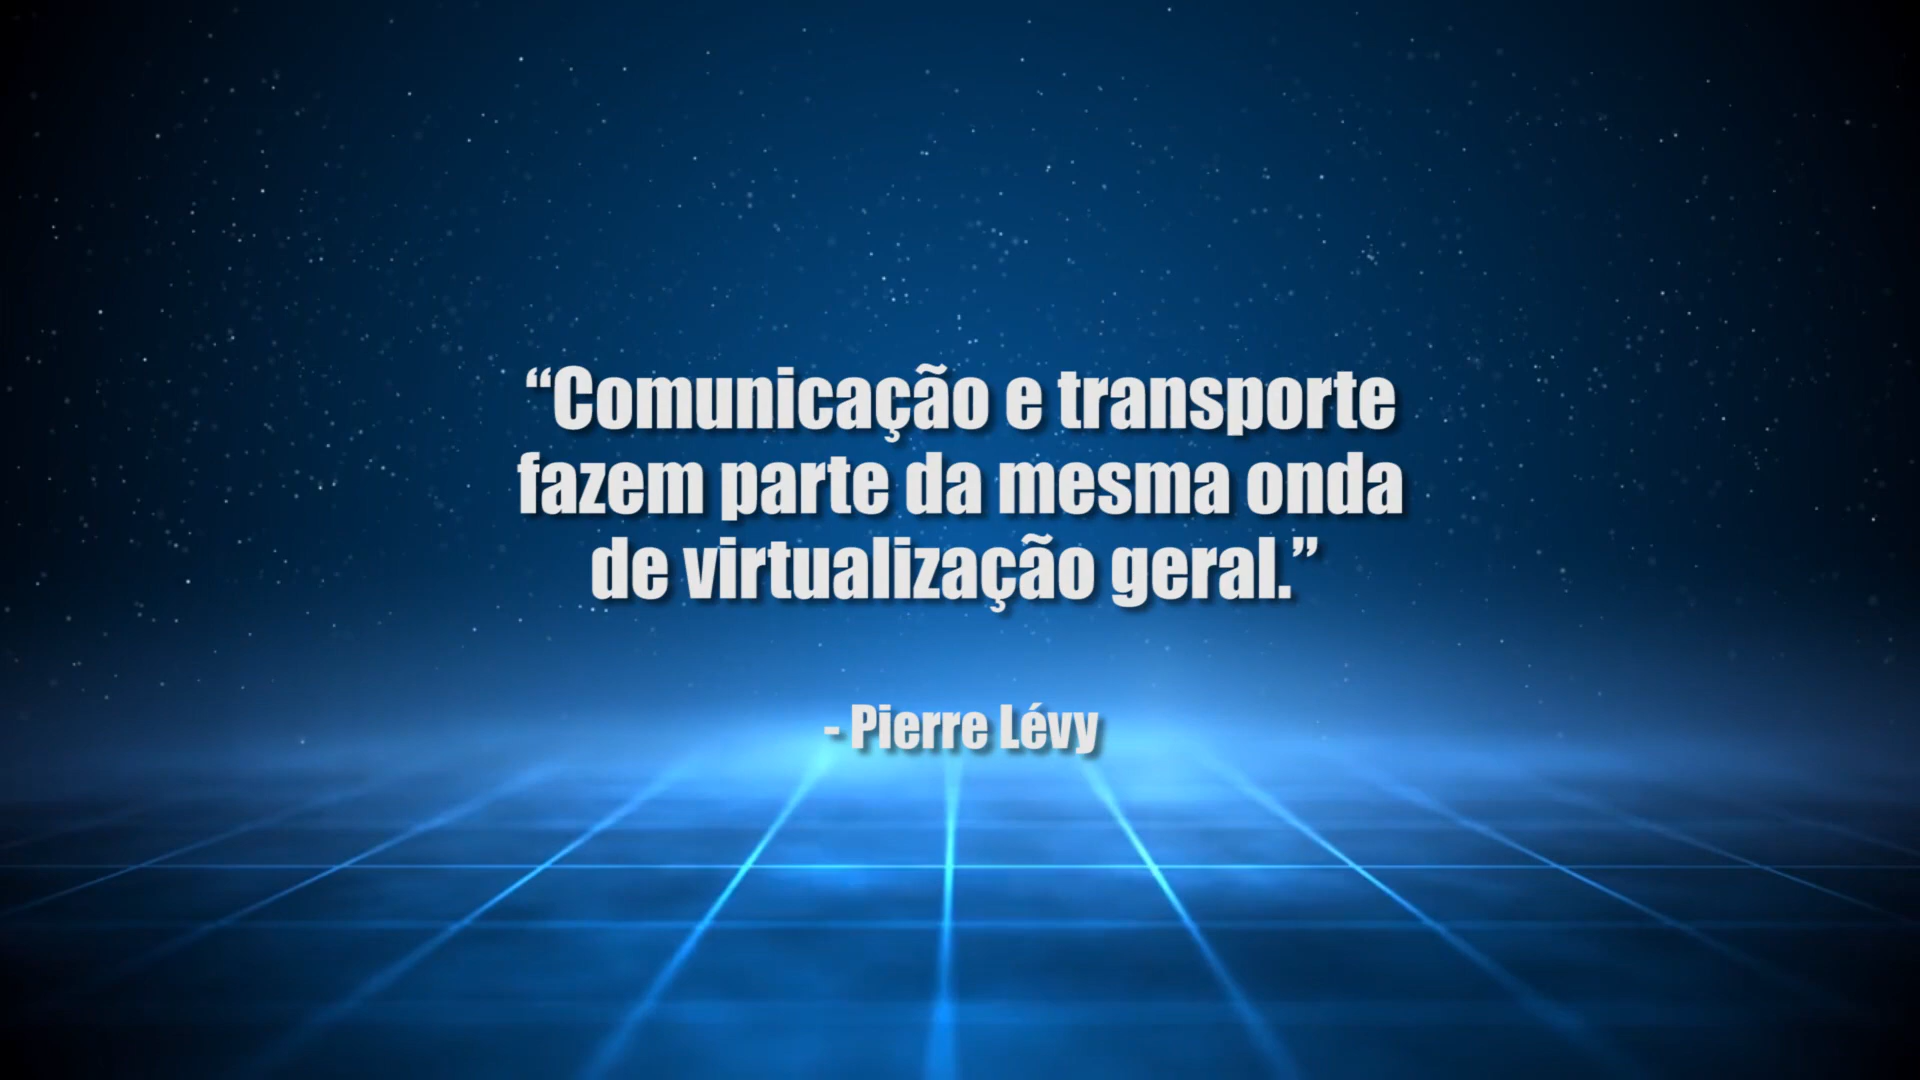 “Comunicação e transporte
fazem parte da mesma onda
de virtualização geral.”
- Pierre Lévy